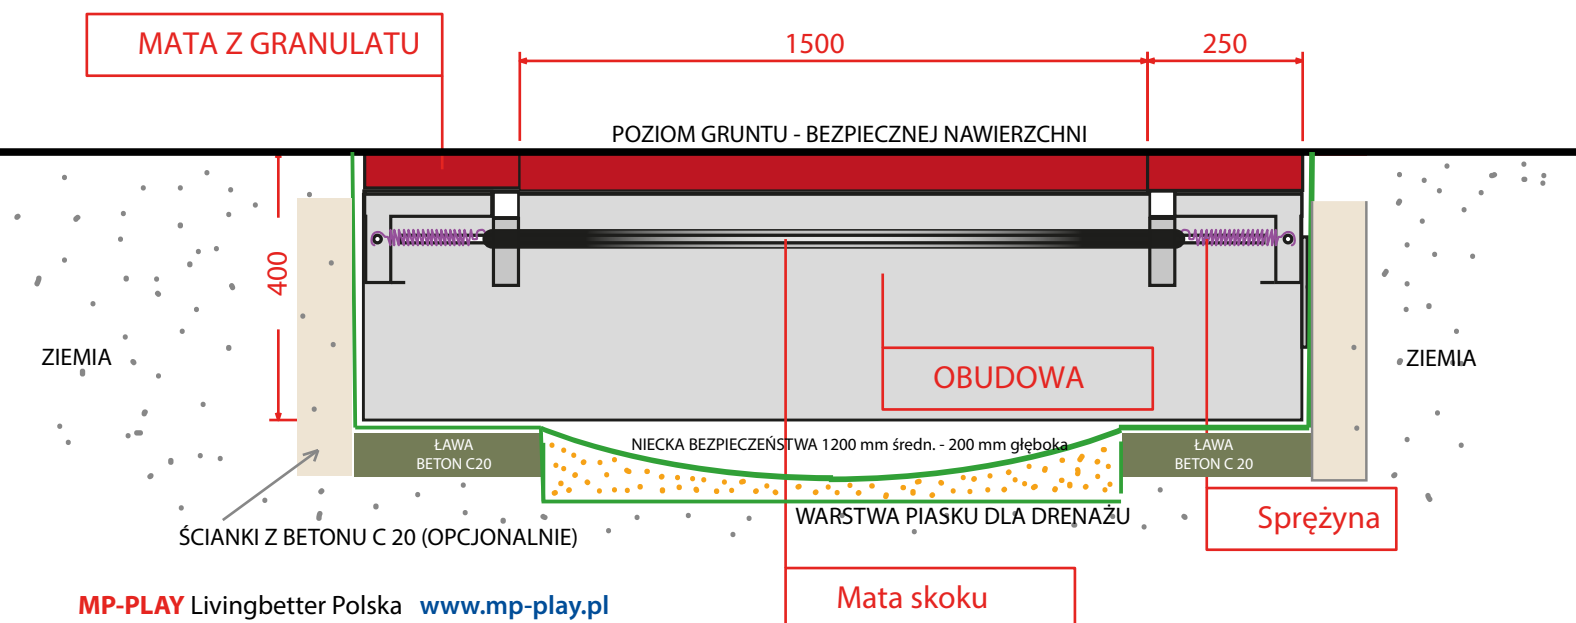 MATA Z GRANULATU
1500
250
POZIOM GRUNTU - BEZPIECZNEJ NAWIERZCHNI
400
ZIEMIA
ZIEMIA
OBUDOWA
NIECKA BEZPIECZEŃSTWA 1200 mm średn. - 200 mm głęboka
ŁAWA
BETON C20
ŁAWA
BETON C 20
WARSTWA PIASKU DLA DRENAŻU
Sprężyna
ŚCIANKI Z BETONU C 20 (OPCJONALNIE)
Mata skoku
MP-PLAY Livingbetter Polska www.mp-play.pl